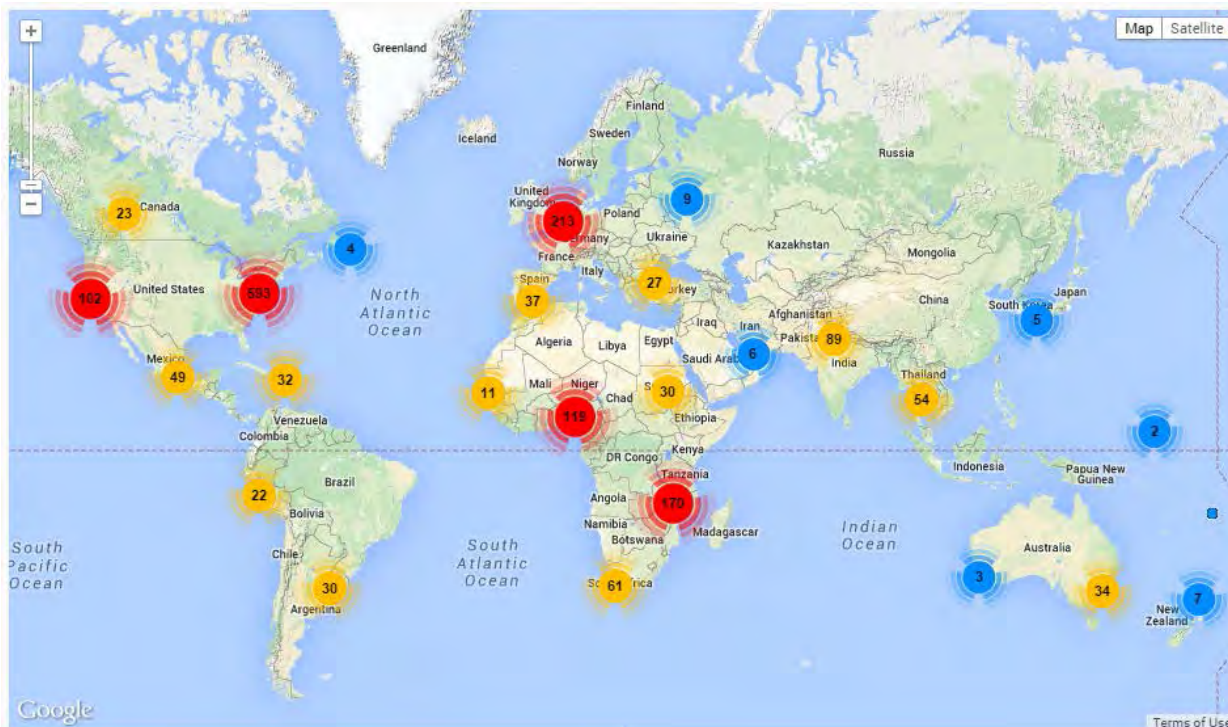 +
Map Satellite
Greenland
Finland
Iceland
Sweden
Russia
Norway
United
Kingdom
9
23
Canada
213
Poland
Germany
Ukraine
4
Kazakhstan
Mongolia
France
Italy
Spain
27
102
United States
593
North
Atlantic
Ocean
37
China
Japan
South Korea
5
Afghanistan
Iraq
Iran
Algeria
Libya
Egypt
89
India
Mexico
49
32
Saudi
6
11
Mali
Niger
Chad
30
Thailand
54
Ethiopia
119
Venezuela
Colombia
2
DR Congo
Kenya
Indonesia
Papua New
Guinea
Tanzania
22
Brazil
Angola
170
Bolivia
Namibia
Madagascar
Botswana
Indian
Ocean
South
Pacific
Ocean
Chile
South
Atlantic
Ocean
Australia
3
30
61
34
7
Argentina
New
Zealand
Google
Terms of Use